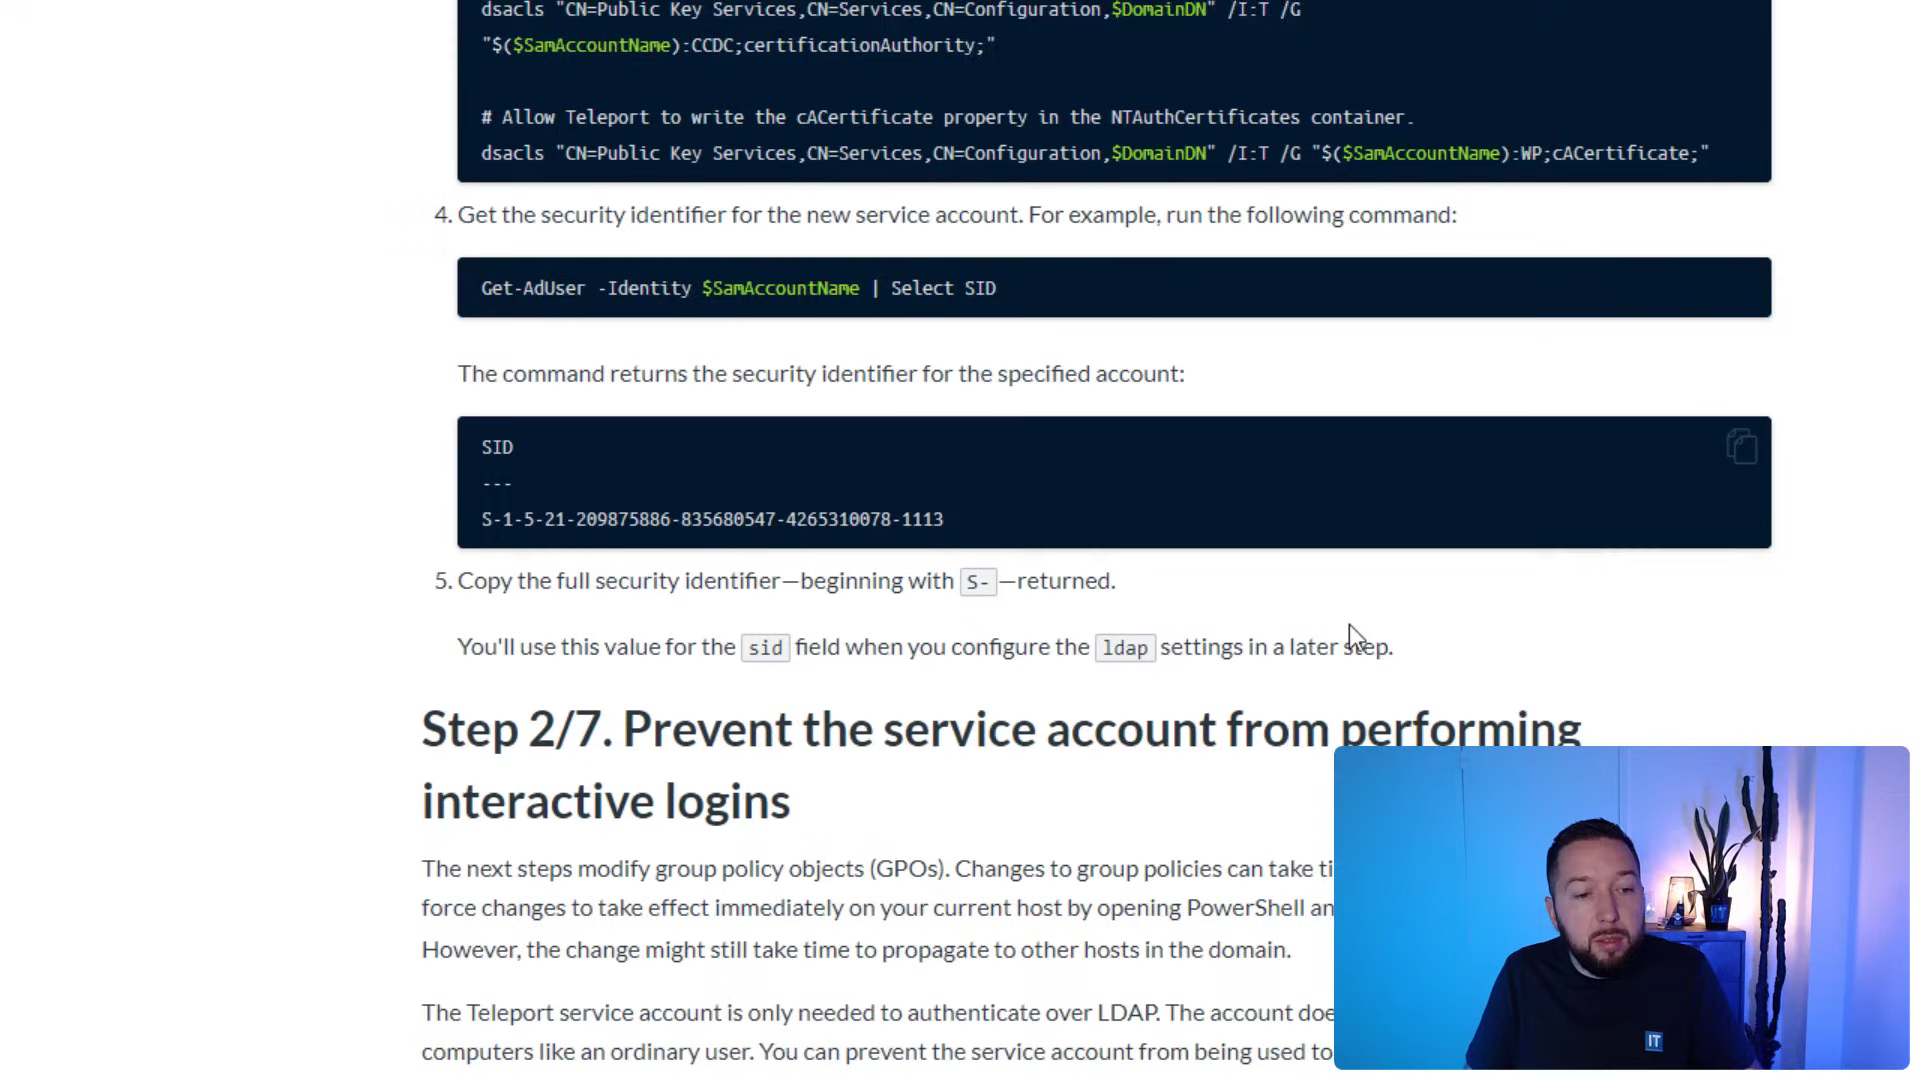 dsacls "CN=Public Key Services,CN=Services,CN=Configuration,$DomainDN" /I:T /G
"$($SamAccountName):CCDC;certificationAuthority;"
# Allow Teleport to write the cACertificate property in the NTAuthCertificates container.
dsacls "CN=Public Key Services,CN=Services,CN=Configuration,$DomainDN" /I:T /G "$($SamAccountName):WP;cACertificate;"
4. Get the security identifier for the new service account. For example, run the following command:
Get-AdUser -Identity $SamAccountName | Select SID
The command returns the security identifier for the specified account:
SID
---
S-1-5-21-209875886-835680547-4265310078-1113
5. Copy the full security identifier—beginning with S- —returned.
You'll use this value for the sid field when you configure the ldap settings in a later step.
Step 2/7. Prevent the service account from performing
interactive logins
The next steps modify group policy objects (GPOs). Changes to group policies can take
force changes to take effect immediately on your current host by opening PowerShell
However, the change might still take time to propagate to other hosts in the domain.
The Teleport service account is only needed to authenticate over LDAP. The account
computers like an ordinary user. You can prevent the service account from being used to
IT